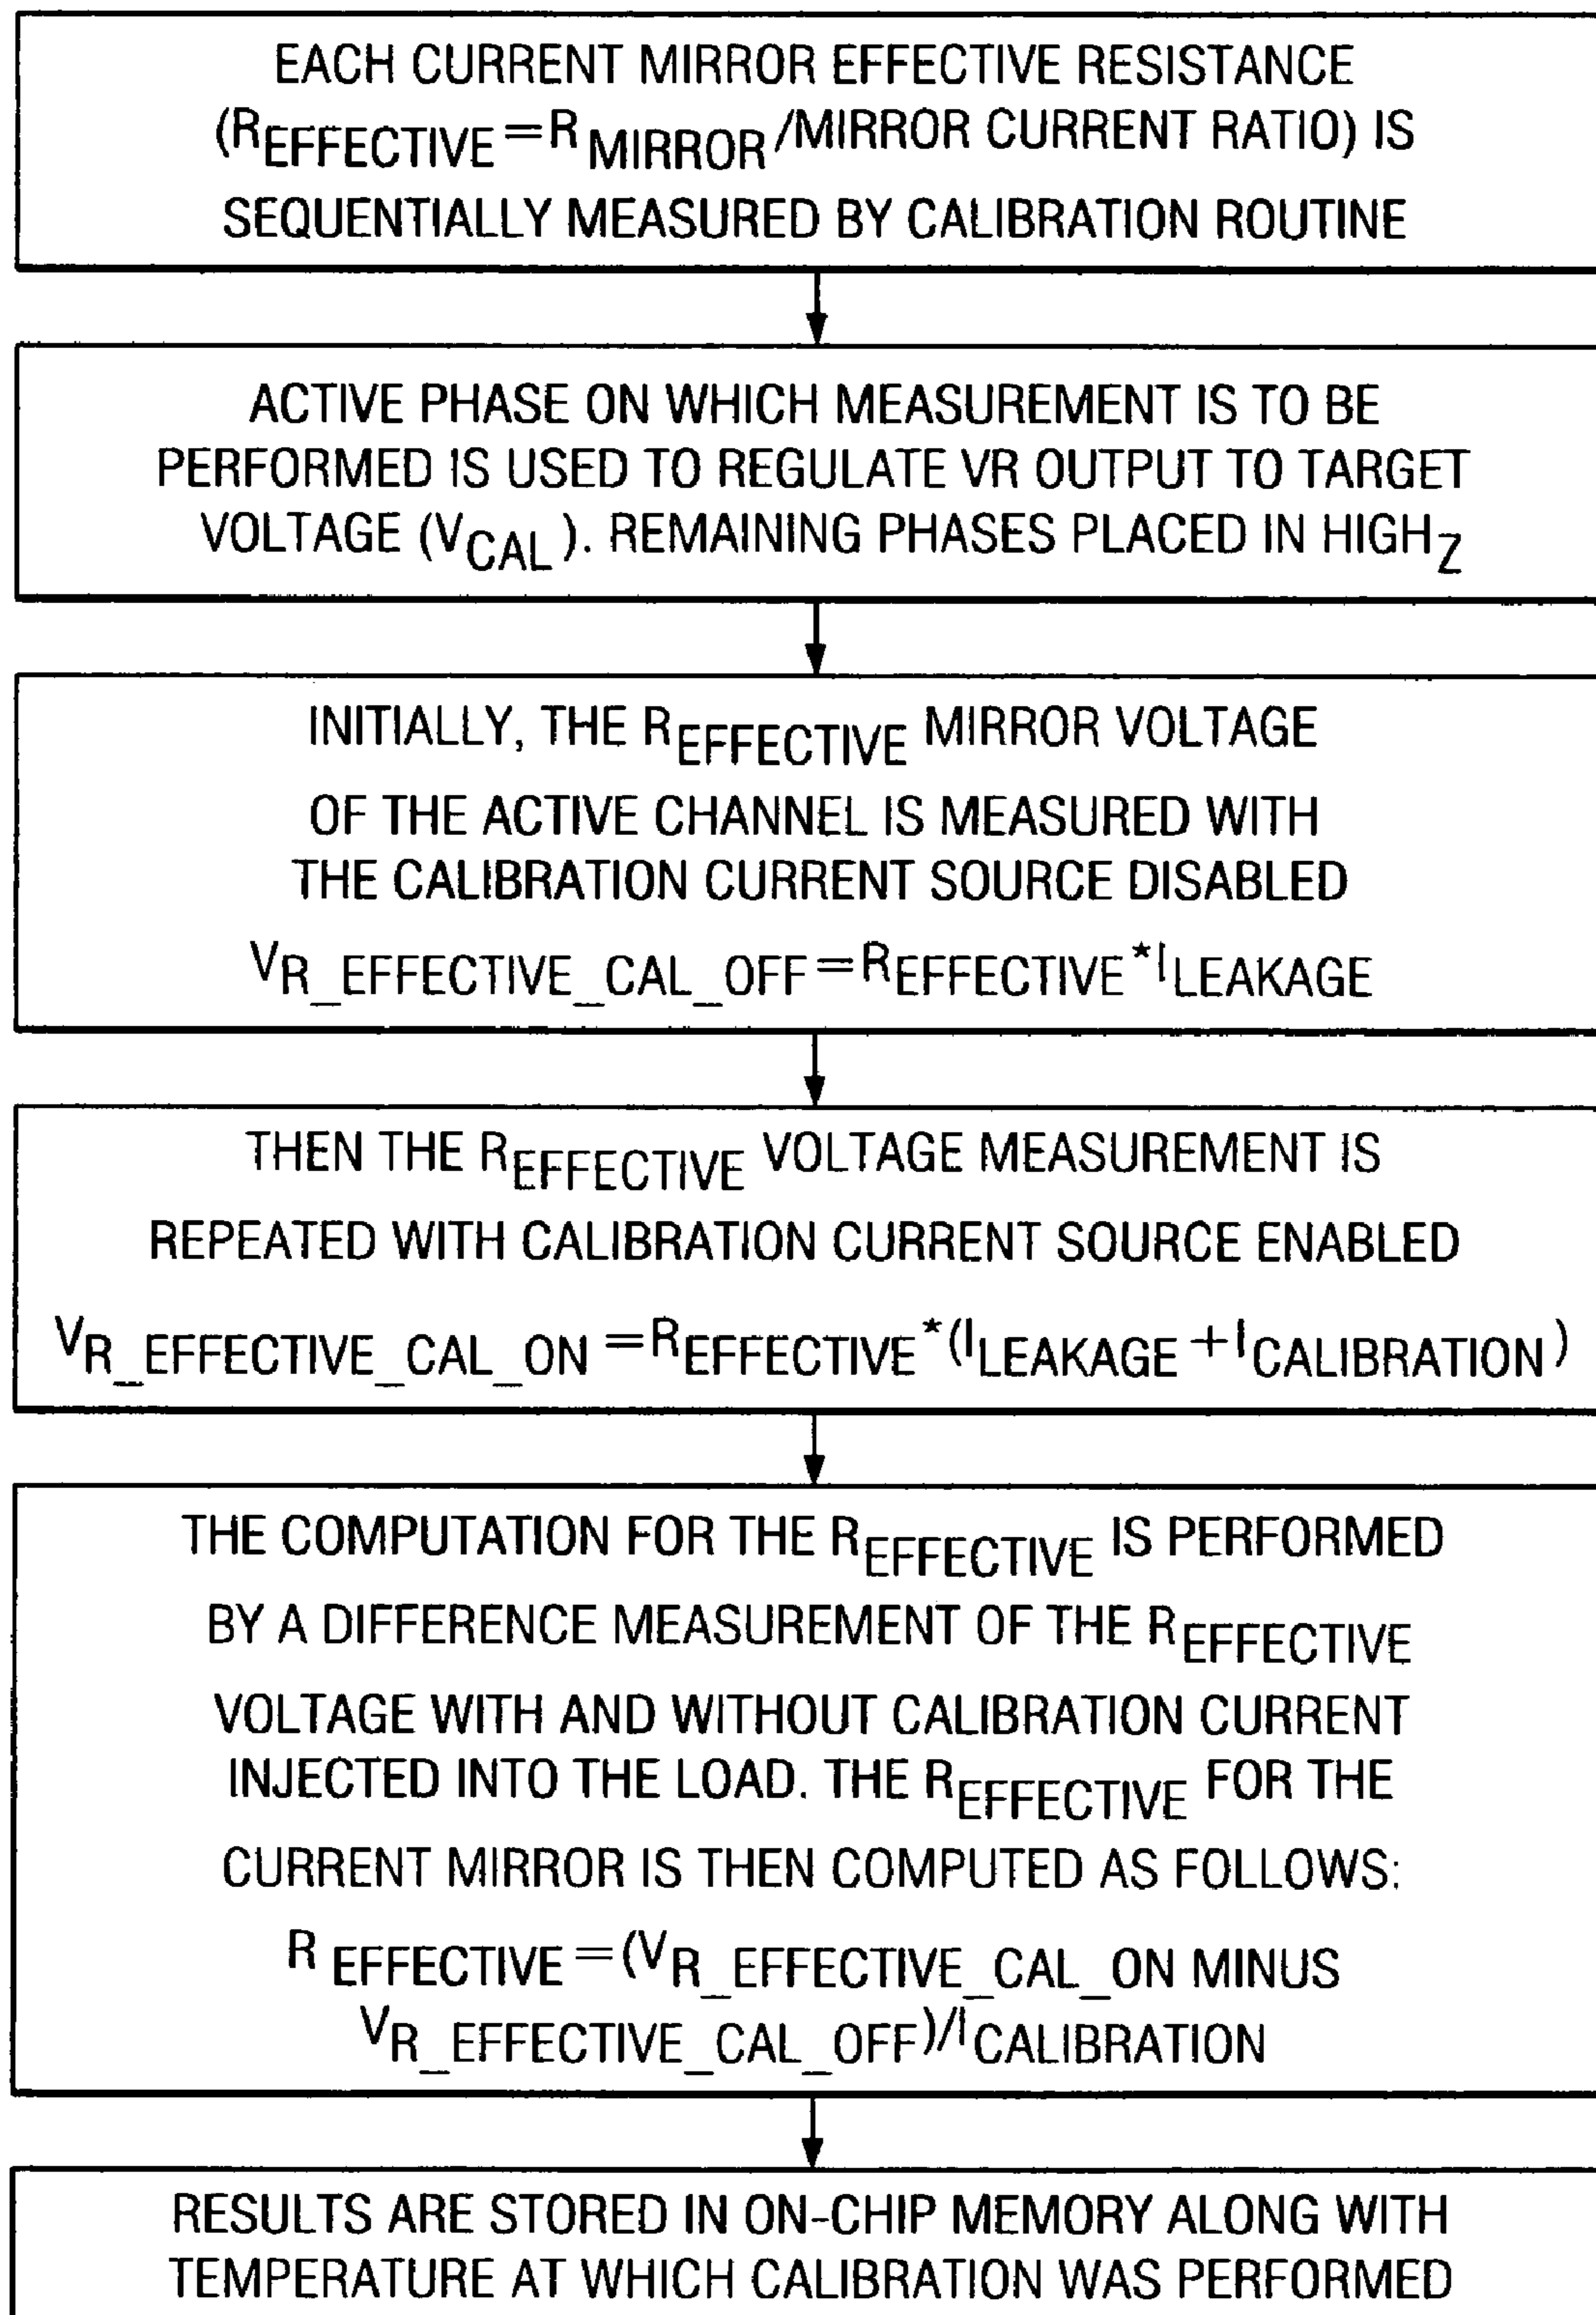 EACH CURRENT MIRROR EFFECTIVE RESISTANCE
(REFFECTIVE=RMIRROR/MIRROR CURRENT RATIO) IS
SEQUENTIALLY MEASURED BY CALIBRATION ROUTINE
ACTIVE PHASE ON WHICH MEASUREMENT IS TO BE
PERFORMED IS USED TO REGULATE VR OUTPUT TO TARGET
VOLTAGE (VCAL). REMAINING PHASES PLACED IN HIGHZ
INITIALLY, THE REFFECTIVE MIRROR VOLTAGE
OF THE ACTIVE CHANNEL IS MEASURED WITH
THE CALIBRATION CURRENT SOURCE DISABLED
VR_EFFECTIVE_CAL_OFF=REFFECTIVE*ILEAKAGE
THEN THE REFFECTIVE VOLTAGE MEASUREMENT IS
REPEATED WITH CALIBRATION CURRENT SOURCE ENABLED
VR_EFFECTIVE_CAL_ON=REFFECTIVE*(ILEAKAGE+ICALIBRATION)
THE COMPUTATION FOR THE REFFECTIVE IS PERFORMED
BY A DIFFERENCE MEASUREMENT OF THE REFFECTIVE
VOLTAGE WITH AND WITHOUT CALIBRATION CURRENT
INJECTED INTO THE LOAD. THE REFFECTIVE FOR THE
CURRENT MIRROR IS THEN COMPUTED AS FOLLOWS:
R EFFECTIVE=(VR_EFFECTIVE_CAL_ON MINUS
VR_EFFECTIVE_CAL_OFF)/ICALIBRATION
RESULTS ARE STORED IN ON-CHIP MEMORY ALONG WITH
TEMPERATURE AT WHICH CALIBRATION WAS PERFORMED